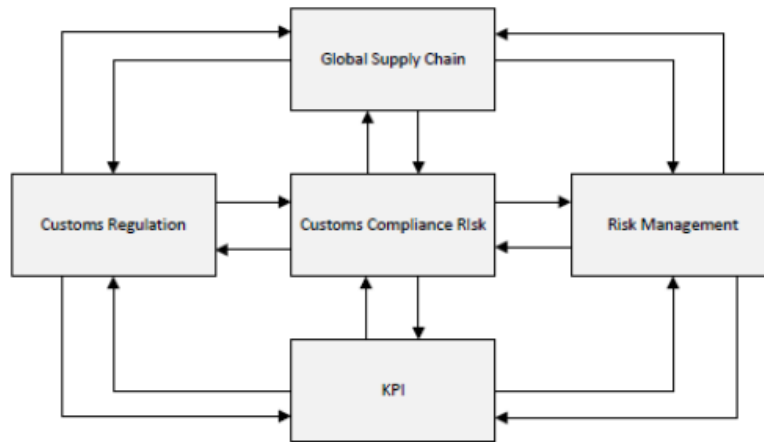 Global Supply Chain
Customs Regulation
Customs Compliance RIsk
Risk Management
KPI